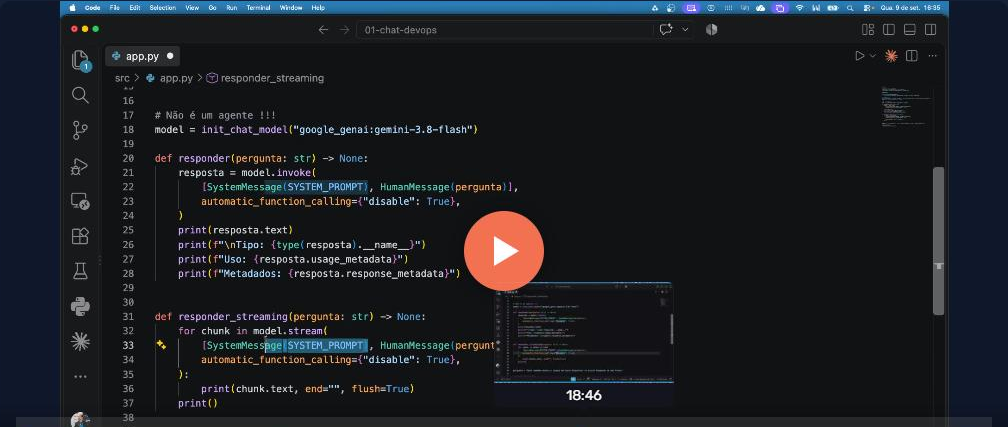 Code File Edit Selection View Go Run Terminal Window Help Qua. 9 de set. 16:35
01-chat-devops
app.py
src > app.py > responder_streaming
1
15
16
17 # Não é um agente !!!
18 model = init_chat_model("google_genai:gemini-3.8-flash")
19
20 def responder(pergunta: str) -> None:
21 resposta = model.invoke(
22 [SystemMessage(SYSTEM_PROMPT), HumanMessage(pergunta)],
23 automatic_function_calling={"disable": True},
24 )
25 print(resposta.text)
26 print(f"\nTipo: {type(resposta).__name__}")
27 print(f"Uso: {resposta.usage_metadata}")
28 print(f"Metadados: {resposta.response_metadata}")
29
30
31 def responder_streaming(pergunta: str) -> None:
32 for chunk in model.stream(
33 [SystemMessage(SYSTEM_PROMPT), HumanMessage(pergunt
34 automatic_function_calling={"disable": True},
35 ):
36 print(chunk.text, end="", flush=True)
37 print()
38
18:46